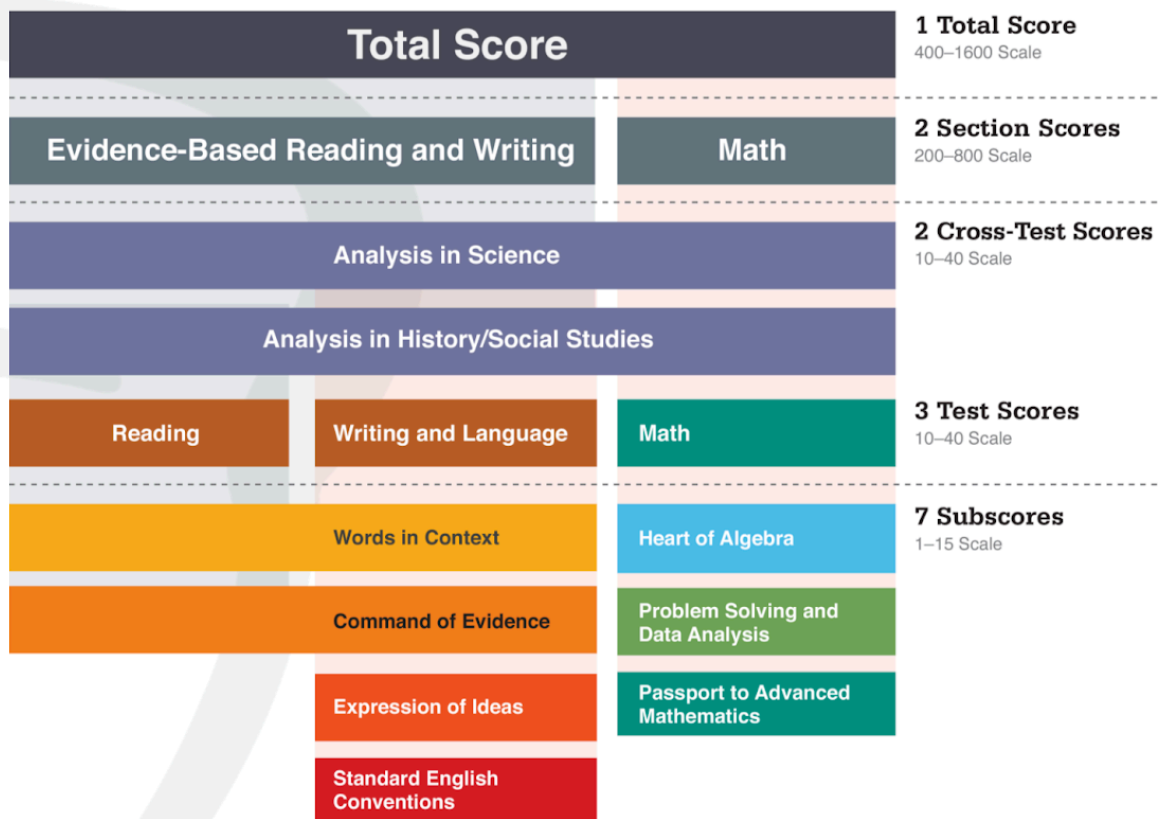 Total Score
1 Total Score
400–1600 Scale
Evidence-Based Reading and Writing
Math
2 Section Scores
200–800 Scale
Analysis in Science
2 Cross-Test Scores
10–40 Scale
Analysis in History/Social Studies
Reading
Writing and Language
Math
3 Test Scores
10–40 Scale
Words in Context
Heart of Algebra
7 Subscores
1–15 Scale
Command of Evidence
Problem Solving and
Data Analysis
Expression of Ideas
Passport to Advanced
Mathematics
Standard English
Conventions